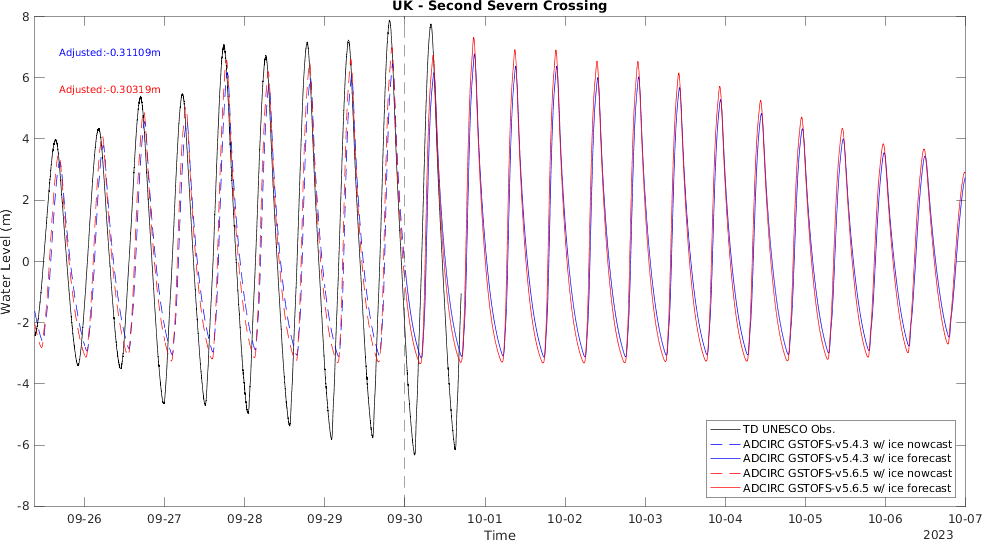 UK - Second Severn Crossing
Adjusted:-0.31109m
Adjusted:-0.30319m
8
6
4
2
0
-2
-4
-6
-8
Water Level (m)
TD UNESCO Obs.
ADCIRC GSTOFS-v5.4.3 w/ ice nowcast
ADCIRC GSTOFS-v5.4.3 w/ ice forecast
ADCIRC GSTOFS-v5.6.5 w/ ice nowcast
ADCIRC GSTOFS-v5.6.5 w/ ice forecast
09-26 09-27 09-28 09-29 09-30 10-01 10-02 10-03 10-04 10-05 10-06 10-07
Time
2023